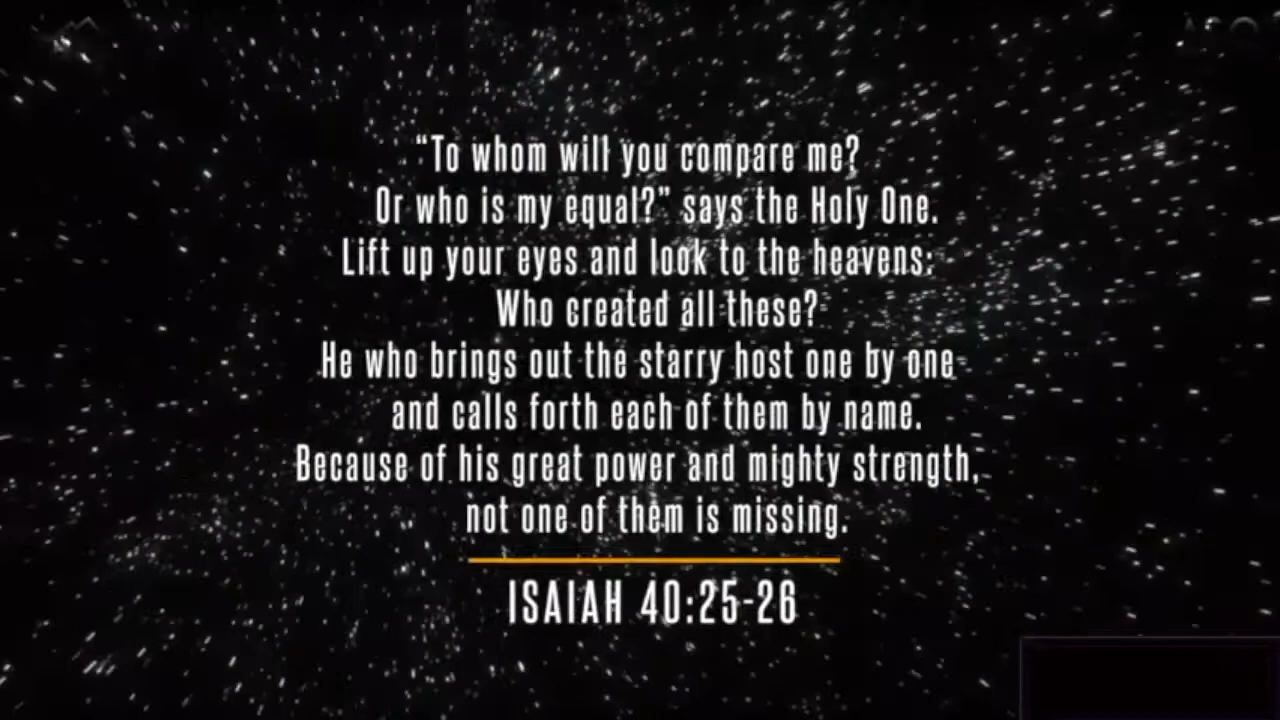 “To whom will you compare me?
Or who is my equal?” says the Holy One.
Lift up your eyes and look to the heavens:
Who created all these?
He who brings out the starry host one by one
and calls forth each of them by name.
Because of his great power and mighty strength,
not one of them is missing.
ISAIAH 40:25-26